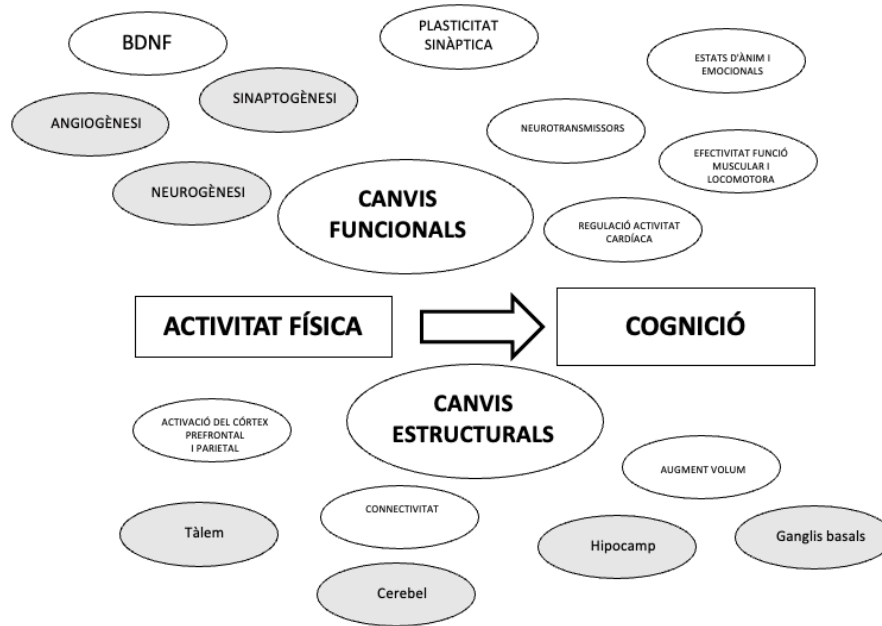 BDNF
PLASTICITAT
SINÀPTICA
ESTATS D'ÀNIM I
EMOCIONALS
SINAPTOGÈNESI
ANGIOGÈNESI
NEUROTRANSMISSORS
EFECTIVITAT FUNCIÓ
MUSCULAR I
LOCOMOTORA
NEUROGÈNESI
CANVIS
FUNCIONALS
REGULACIÓ ACTIVITAT
CARDÍACA
ACTIVITAT FÍSICA
COGNICIÓ
CANVIS
ESTRUCTURALS
ACTIVACIÓ DEL CÓRTEX
PREFRONTAL
I PARIETAL
AUGMENT VOLUM
CONNECTIVITAT
Tàlem
Hipocamp
Ganglis basals
Cerebel